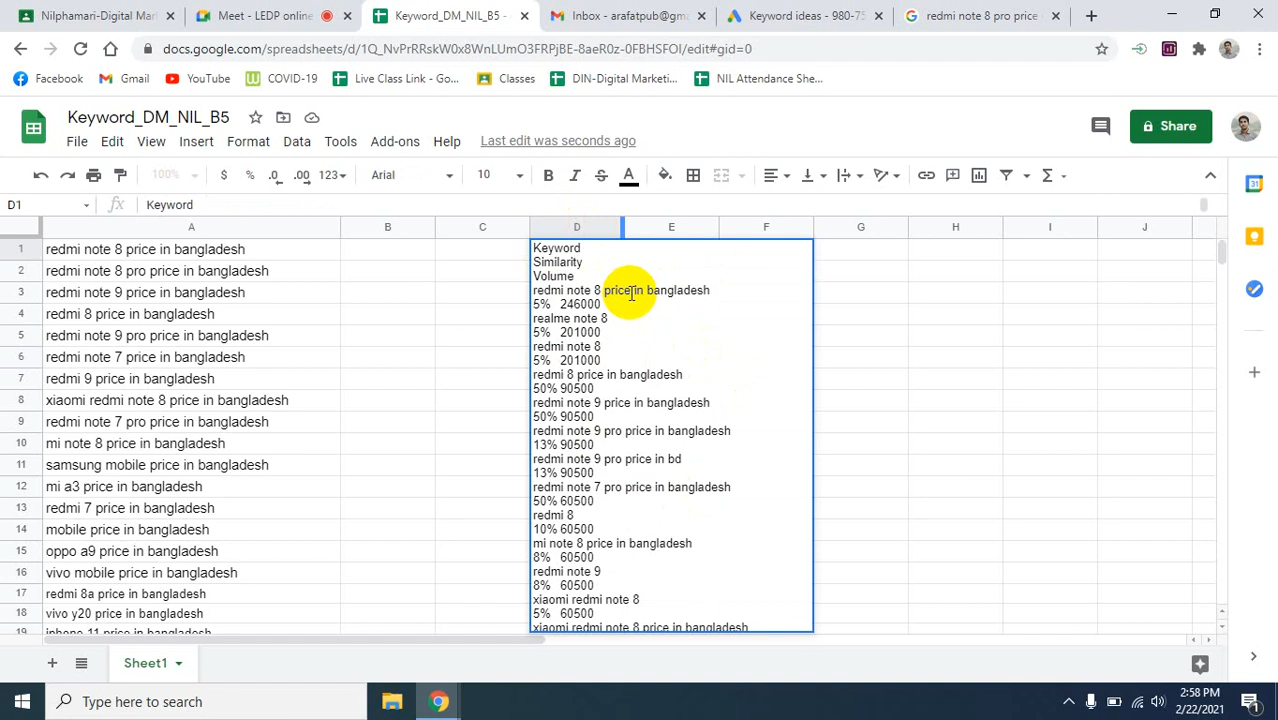 Nilphamari-Digital Mar
Meet - LEDP online
Keyword_DM_NIL_B5
Inbox - arafatpub@gma
Keyword ideas - 980-75
redmi note 8 pro price
docs.google.com/spreadsheets/d/1Q_NvPrRRskW0x8WnLUmO3FRPjBE-8aeR0z-0FBHSFOI/edit#gid=0
Facebook
Gmail
YouTube
COVID-19
Live Class Link - Go...
Classes
DIN-Digital Marketi...
NIL Attendance She...
Keyword_DM_NIL_B5
File Edit View Insert Format Data Tools Add-ons Help Last edit was seconds ago
Share
100% $ % .0 .00 123 Arial 10 B I S A
D1 fx Keyword
A B C D E F G H I J
1 redmi note 8 price in bangladesh
2 redmi note 8 pro price in bangladesh
3 redmi note 9 price in bangladesh
4 redmi 8 price in bangladesh
5 redmi note 9 pro price in bangladesh
6 redmi note 7 price in bangladesh
7 redmi 9 price in bangladesh
8 xiaomi redmi note 8 price in bangladesh
9 redmi note 7 pro price in bangladesh
10 mi note 8 price in bangladesh
11 samsung mobile price in bangladesh
12 mi a3 price in bangladesh
13 redmi 7 price in bangladesh
14 mobile price in bangladesh
15 oppo a9 price in bangladesh
16 vivo mobile price in bangladesh
17 redmi 8a price in bangladesh
18 vivo y20 price in bangladesh
19 iphone 11 price in bangladesh
Keyword
Similarity
Volume
redmi note 8 price in bangladesh
5% 246000
realme note 8
5% 201000
redmi note 8
5% 201000
redmi 8 price in bangladesh
50% 90500
redmi note 9 price in bangladesh
50% 90500
redmi note 9 pro price in bangladesh
13% 90500
redmi note 9 pro price in bd
13% 90500
redmi note 7 pro price in bangladesh
50% 60500
redmi 8
10% 60500
mi note 8 price in bangladesh
8% 60500
redmi note 9
8% 60500
xiaomi redmi note 8
5% 60500
xiaomi redmi note 8 price in bangladesh
Sheet1
Type here to search
2:58 PM
2/22/2021